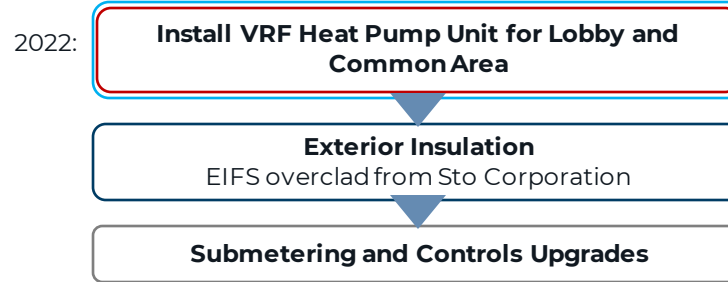 2022:
Install VRF Heat Pump Unit for Lobby and
Common Area
Exterior Insulation
EIFS overclad from Sto Corporation
Submetering and Controls Upgrades